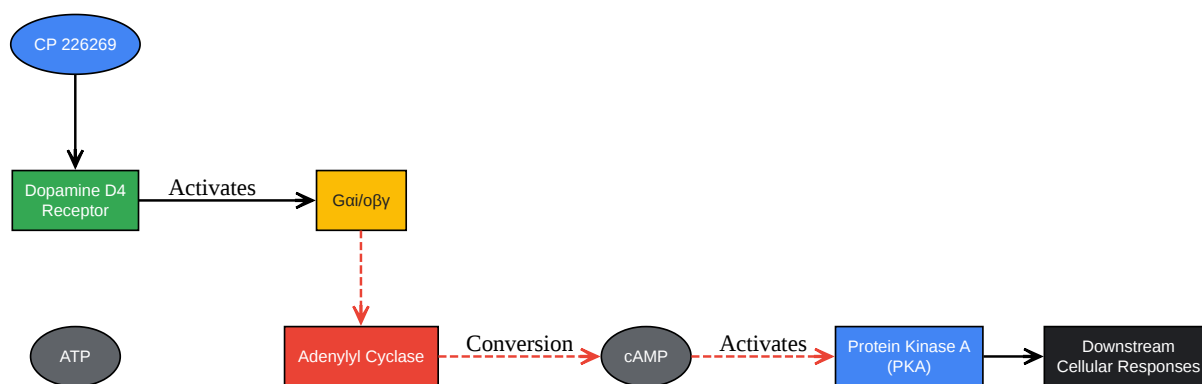 CP 226269
Dopamine D4
Receptor
Activates
Gαi/oβγ
ATP
Adenylyl Cyclase
Conversion
cAMP
Activates
Protein Kinase A
(PKA)
Downstream
Cellular Responses